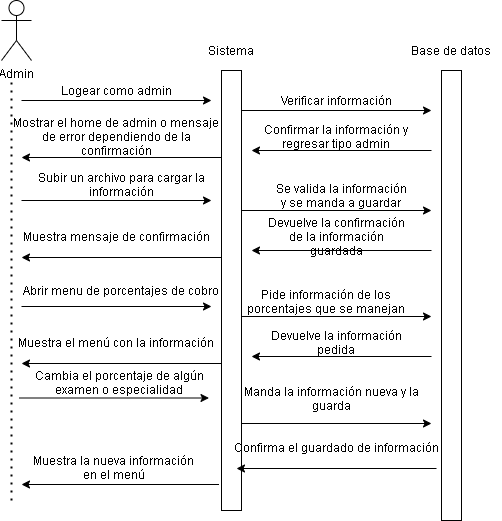 Sistema
Base de datos
Admin
Logear como admin
Verificar información
Mostrar el home de admin o mensaje
de error dependiendo de la
confirmación
Confirmar la información y
regresar tipo admin
Subir un archivo para cargar la
información
Se valida la información
y se manda a guardar
Devuelve la confirmación
de la información
guardada
Muestra mensaje de confirmación
Abrir menu de porcentajes de cobro
Pide información de los
porcentajes que se manejan
Devuelve la información
pedida
Muestra el menú con la información
Cambia el porcentaje de algún
examen o especialidad
Manda la información nueva y la
guarda
Confirma el guardado de información
Muestra la nueva información
en el menú